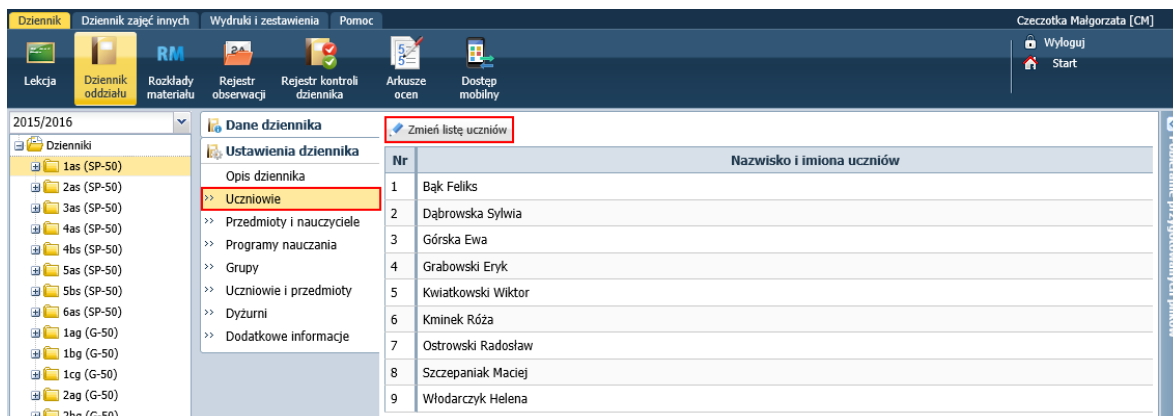 Dziennik Dziennik zajęć innych Wydruki i zestawienia Pomoc Czeczotka Małgorzata [CM]
Lekcja
Dziennik oddziału
RM
Rozkłady materiału
Rejestr obserwacji
Rejestr kontroli dziennika
Arkusze ocen
Dostęp mobilny
Wyloguj
Start
2015/2016
Dzienniki
1as (SP-50)
2as (SP-50)
3as (SP-50)
4as (SP-50)
4bs (SP-50)
5as (SP-50)
5bs (SP-50)
6as (SP-50)
1ag (G-50)
1bg (G-50)
1cg (G-50)
2ag (G-50)
2bg (G-50)
Dane dziennika
Ustawienia dziennika
Opis dziennika
>> Uczniowie
>> Przedmioty i nauczyciele
>> Programy nauczania
>> Grupy
>> Uczniowie i przedmioty
>> Dyżurni
>> Dodatkowe informacje
Zmień listę uczniów
Nr Nazwisko i imiona uczniów
1 Bąk Feliks
2 Dąbrowska Sylwia
3 Górska Ewa
4 Grabowski Eryk
5 Kwiatkowski Wiktor
6 Kminek Róża
7 Ostrowski Radosław
8 Szczepaniak Maciej
9 Włodarczyk Helena